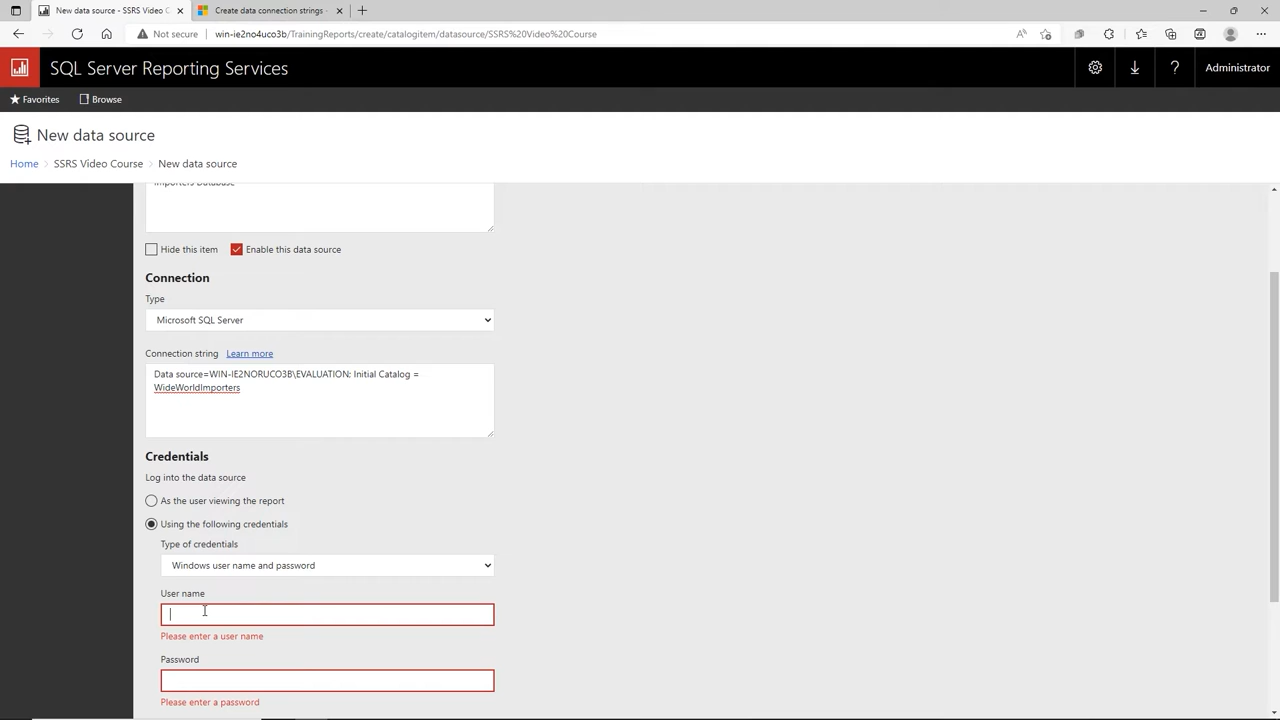 New data source - SSRS Video C
Create data connection strings -
Not secure
win-ie2no4uco3b/TrainingReports/create/catalogitem/datasource/SSRS%20Video%20Course
SQL Server Reporting Services
Administrator
Favorites
Browse
New data source
Home > SSRS Video Course > New data source
Importers Database
Hide this item
Enable this data source
Connection
Type
Microsoft SQL Server
Connection string Learn more
Data source=WIN-IE2NORUCO3B\EVALUATION; Initial Catalog =
WideWorldImporters
Credentials
Log into the data source
As the user viewing the report
Using the following credentials
Type of credentials
Windows user name and password
User name
Please enter a user name
Password
Please enter a password